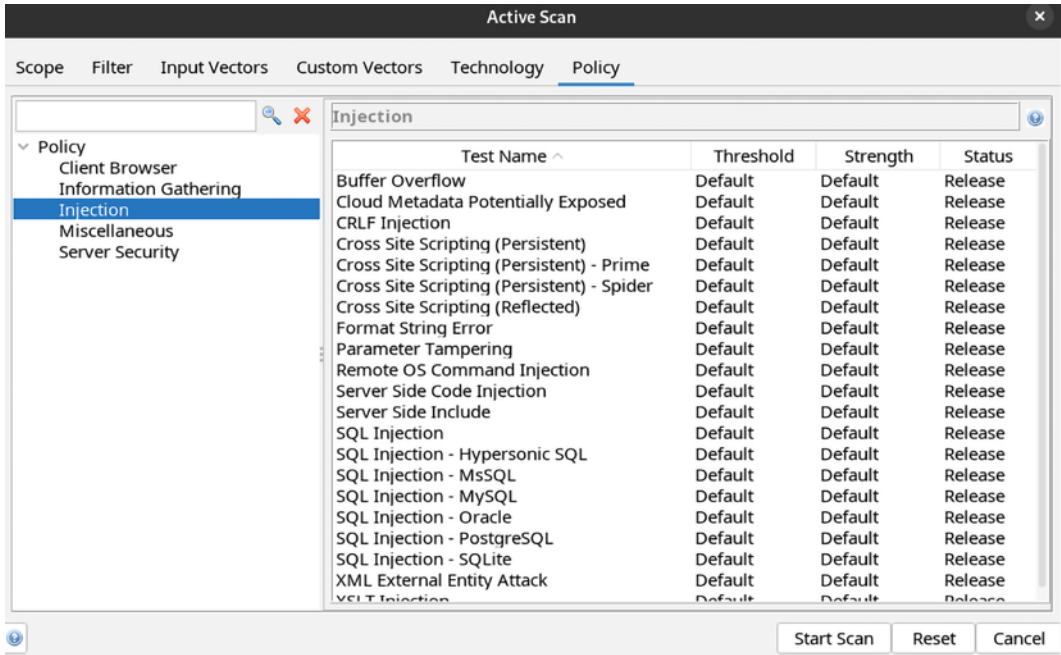 Active Scan
Scope Filter Input Vectors Custom Vectors Technology Policy
Injection
Policy
Client Browser
Information Gathering
Injection
Miscellaneous
Server Security
Test Name Threshold Strength Status
Buffer Overflow Default Default Release
Cloud Metadata Potentially Exposed Default Default Release
CRLF Injection Default Default Release
Cross Site Scripting (Persistent) Default Default Release
Cross Site Scripting (Persistent) - Prime Default Default Release
Cross Site Scripting (Persistent) - Spider Default Default Release
Cross Site Scripting (Reflected) Default Default Release
Format String Error Default Default Release
Parameter Tampering Default Default Release
Remote OS Command Injection Default Default Release
Server Side Code Injection Default Default Release
Server Side Include Default Default Release
SQL Injection Default Default Release
SQL Injection - Hypersonic SQL Default Default Release
SQL Injection - MsSQL Default Default Release
SQL Injection - MySQL Default Default Release
SQL Injection - Oracle Default Default Release
SQL Injection - PostgreSQL Default Default Release
SQL Injection - SQLite Default Default Release
XML External Entity Attack Default Default Release
XSLT Injection Default Default Release
Start Scan Reset Cancel